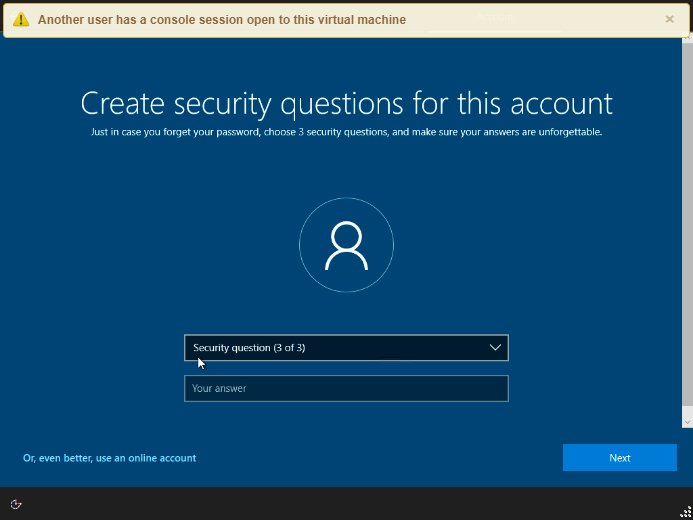 Another user has a console session open to this virtual machine
Create security questions for this account
Just in case you forget your password, choose 3 security questions, and make sure your answers are unforgettable.
Security question (3 of 3)
Your answer
Or, even better, use an online account
Next